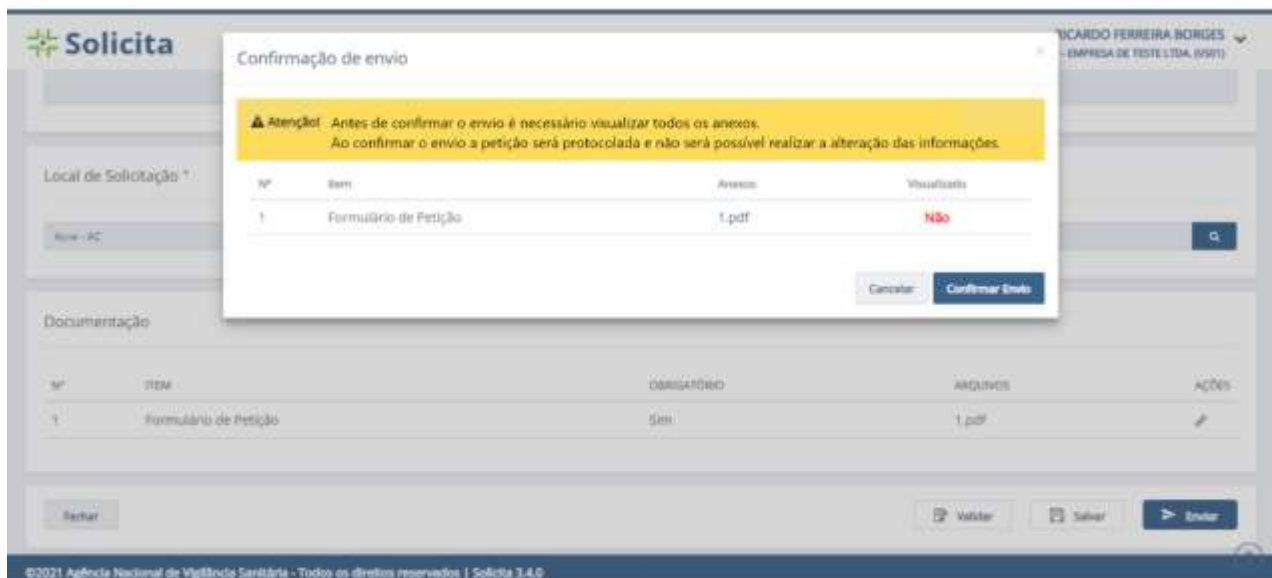 Solicita
RICARDO FERREIRA BORGES
- EMPRESA DE TESTE LTDA.
Confirmação de envio
Atenção! Antes de confirmar o envio é necessário visualizar todos os anexos.
Ao confirmar o envio a petição será protocolada e não será possível realizar a alteração das informações.
Nº Item Anexos Visualizado
1 Formulário de Petição 1.pdf Não
Cancelar Confirmar Envio
Local de Solicitação *
- AC
Documentação
Nº ITEM OBRIGATÓRIO ARQUIVOS AÇÕES
1 Formulário de Petição Sim 1.pdf
Fechar Validar Salvar Enviar
©2021 Agência Nacional de Vigilância Sanitária - Todos os direitos reservados | Solicita 3.4.0